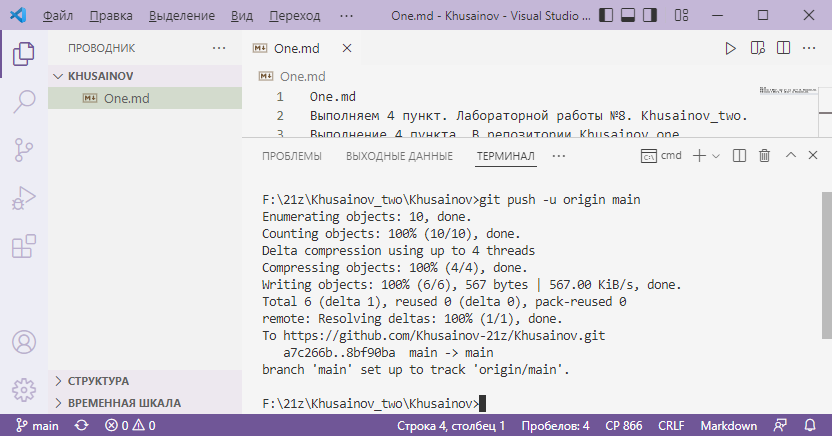 Файл Правка Выделение Вид Переход ··· One.md - Khusainov - Visual Studio ...
ПРОВОДНИК ···
One.md
KHUSAINOV
One.md
One.md
1 One.md
2 Выполняем 4 пункт. Лабораторной работы №8. Khusainov_two.
3 Выполнение 4 пункта. В репозитории Khusainov_one
ПРОБЛЕМЫ ВЫХОДНЫЕ ДАННЫЕ ТЕРМИНАЛ ··· cmd
F:\21z\Khusainov_two\Khusainov>git push -u origin main
Enumerating objects: 10, done.
Counting objects: 100% (10/10), done.
Delta compression using up to 4 threads
Compressing objects: 100% (4/4), done.
Writing objects: 100% (6/6), 567 bytes | 567.00 KiB/s, done.
Total 6 (delta 1), reused 0 (delta 0), pack-reused 0
remote: Resolving deltas: 100% (1/1), done.
To https://github.com/Khusainov-21z/Khusainov.git
   a7c266b..8bf90ba  main -> main
branch 'main' set up to track 'origin/main'.
F:\21z\Khusainov_two\Khusainov>
СТРУКТУРА
ВРЕМЕННАЯ ШКАЛА
main 0 0 Строка 4, столбец 1 Пробелов: 4 CP 866 CRLF Markdown